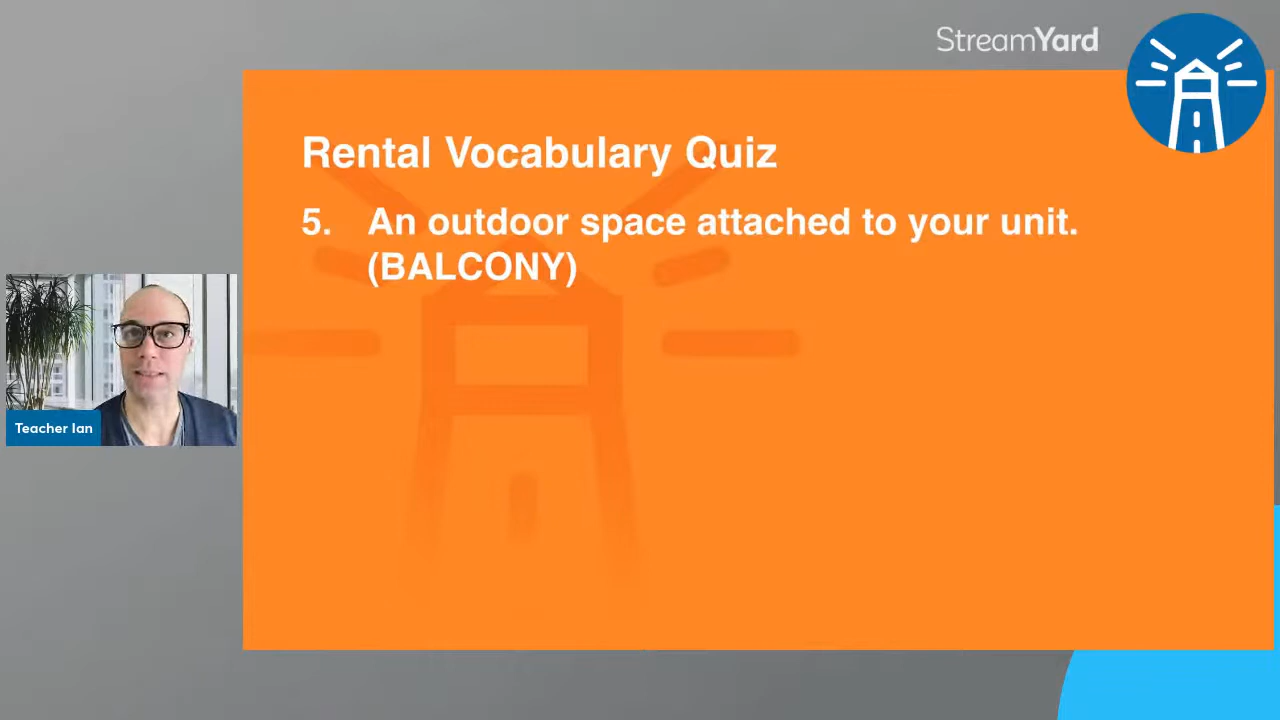 StreamYard
Rental Vocabulary Quiz
5. An outdoor space attached to your unit.
(BALCONY)
Teacher Ian